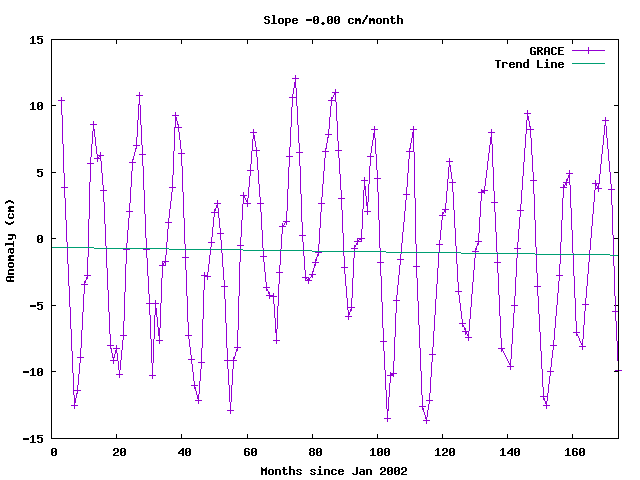 Slope -0.00 cm/month
15
GRACE
Trend Line
10
5
0
-5
-10
-15
Anomaly (cm)
0 20 40 60 80 100 120 140 160
Months since Jan 2002